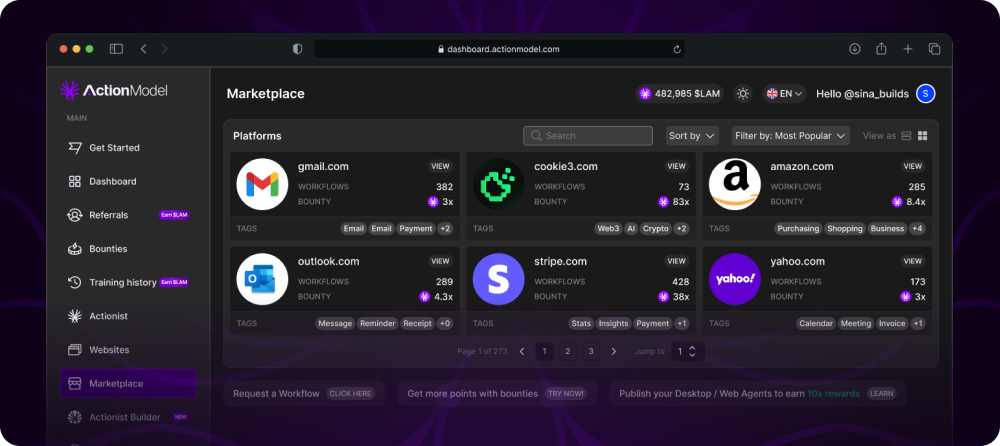 dashboard.actionmodel.com
ActionModel
MAIN
Get Started
Dashboard
Referrals Earn $LAM
Bounties
Training history Earn $LAM
Actionist
Websites
Marketplace
Actionist Builder NEW
Marketplace
482,985 $LAM
EN
Hello @sina_builds
S
Platforms
Search
Sort by
Filter by: Most Popular
View as
gmail.com VIEW
WORKFLOWS 382
BOUNTY 3x
TAGS Email Email Payment +2
cookie3.com VIEW
WORKFLOWS 73
BOUNTY 83x
TAGS Web3 AI Crypto +2
a
amazon.com VIEW
WORKFLOWS 285
BOUNTY 8.4x
TAGS Purchasing Shopping Business +4
outlook.com VIEW
WORKFLOWS 289
BOUNTY 4.3x
TAGS Message Reminder Receipt +0
S
stripe.com VIEW
WORKFLOWS 428
BOUNTY 38x
TAGS Stats Insights Payment +1
yahoo!
yahoo.com VIEW
WORKFLOWS 173
BOUNTY 3x
TAGS Calendar Meeting Invoice +1
Page 1 of 273 1 2 3 Jump to 1
Request a Workflow CLICK HERE
Get more points with bounties TRY NOW!
Publish your Desktop / Web Agents to earn 10x rewards LEARN